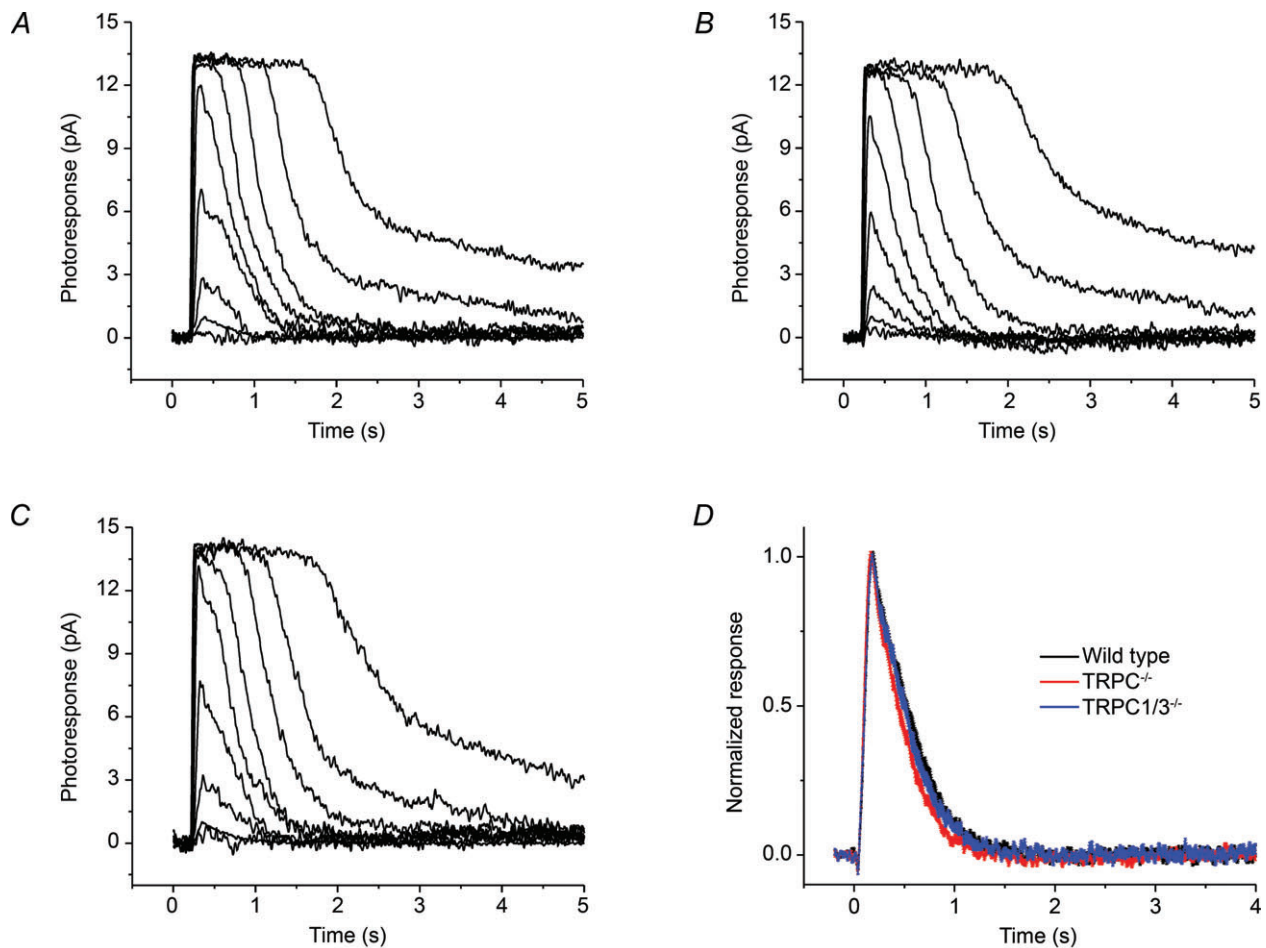 A
15
12
9
6
3
0
Photoresponse (pA)
0 1 2 3 4 5
Time (s)
B
15
12
9
6
3
0
Photoresponse (pA)
0 1 2 3 4 5
Time (s)
C
15
12
9
6
3
0
Photoresponse (pA)
0 1 2 3 4 5
Time (s)
D
1.0
0.5
0.0
Normalized response
Wild type
TRPC-/-
TRPC1/3-/-
0 1 2 3 4
Time (s)